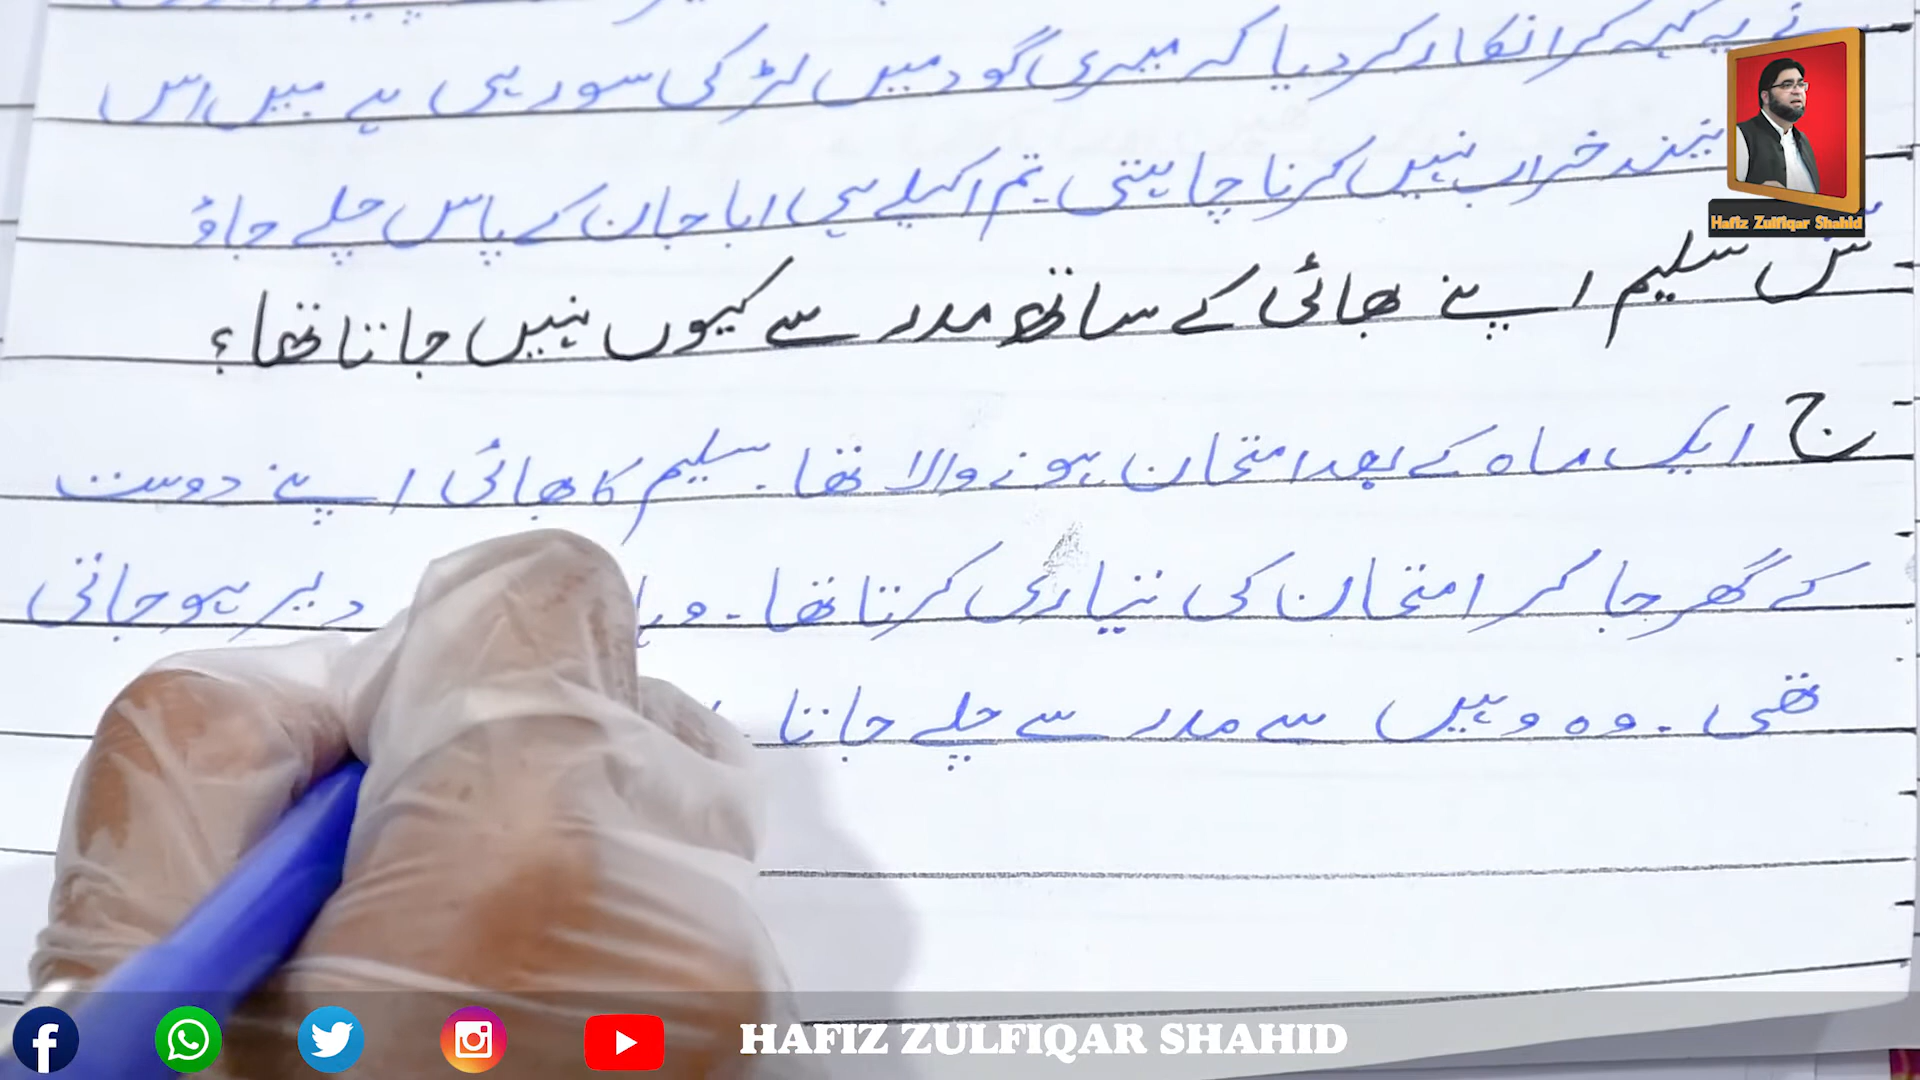 نے یہ کہہ کر انکار کر دیا کہ میری گود میں لڑکی سو رہی ہے میں اس
نیند خراب نہیں کرنا چاہتی۔ تم اکیلے ہی ابا جان کے پاس چلے جاؤ
س سلیم اپنے بھائی کے ساتھ مدرسے کیوں نہیں جاتا تھا؟
ج ایک ماہ کے بعد امتحان ہونے والا تھا۔ سلیم کا بھائی اپنے دوست
کے گھر جا کر امتحان کی تیاری کرتا تھا۔ دیر ہو جاتی
تھی۔ وہ وہیں سے مدرسے چلے جاتا
Hafiz Zulfiqar Shahid
HAFIZ ZULFIQAR SHAHID